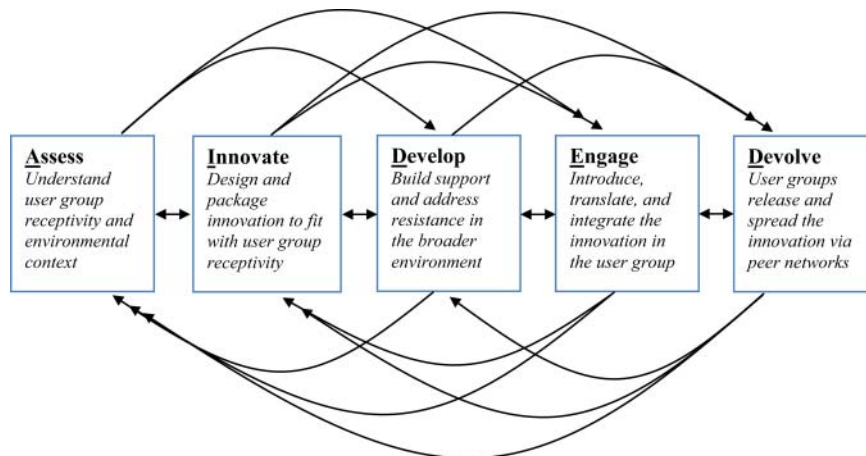 Assess
Understand
user group
receptivity and
environmental
context
Innovate
Design and
package
innovation to fit
with user group
receptivity
Develop
Build support
and address
resistance in
the broader
environment
Engage
Introduce,
translate, and
integrate the
innovation in
the user group
Devolve
User groups
release and
spread the
innovation via
peer networks